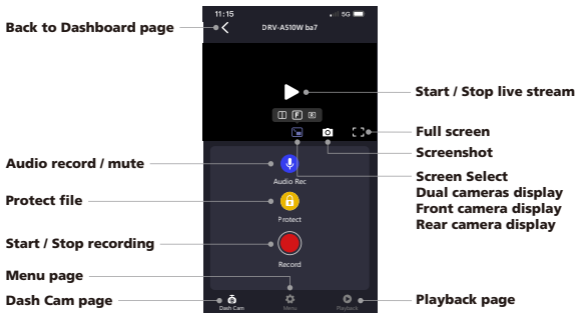 11:15
5G
Back to Dashboard page
DRV-A510W ba7
Start / Stop live stream
F
Full screen
Screenshot
Audio record / mute
Audio Rec
Screen Select
Dual cameras display
Front camera display
Rear camera display
Protect file
Protect
Start / Stop recording
Record
Menu page
Dash Cam page
Dash Cam
Menu
Playback
Playback page